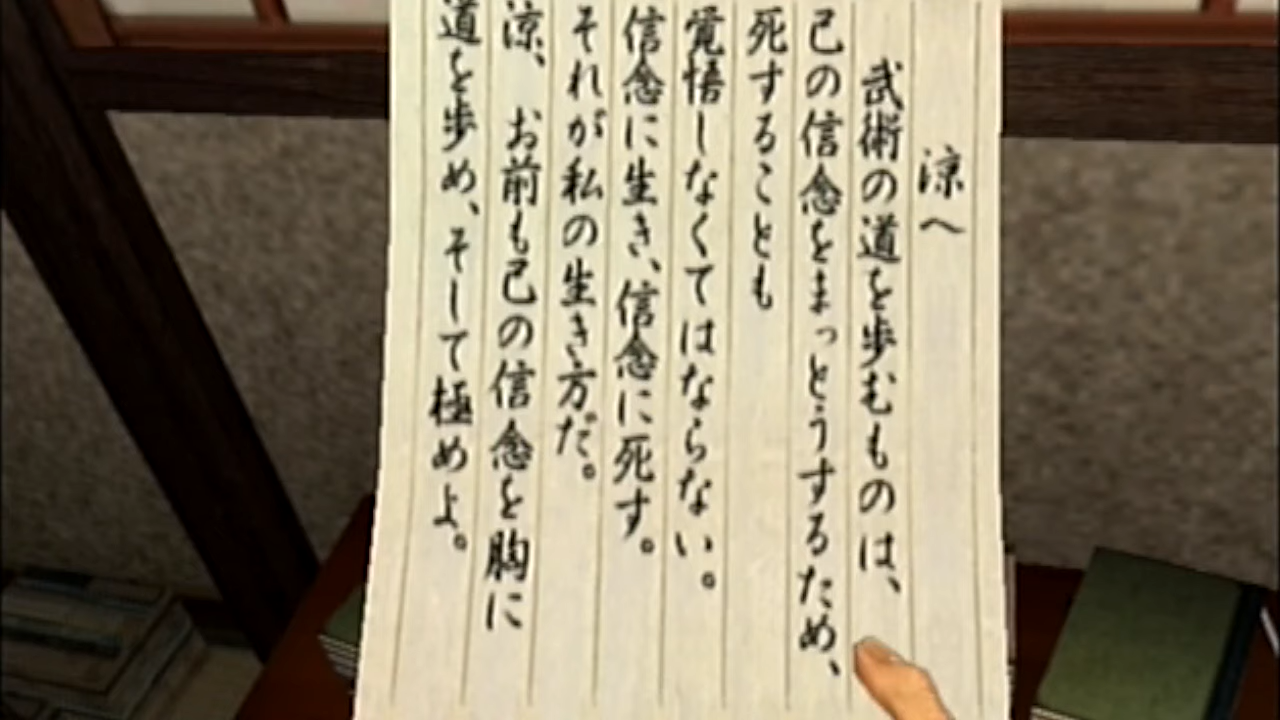 涼へ
武術の道を歩むものは、
己の信念をまっとうするため、
死することも
覚悟しなくてはならない。
信念に生き、信念に死す。
それが私の生き方だ。
涼、お前も己の信念を胸に
道を歩め、そして極めよ。